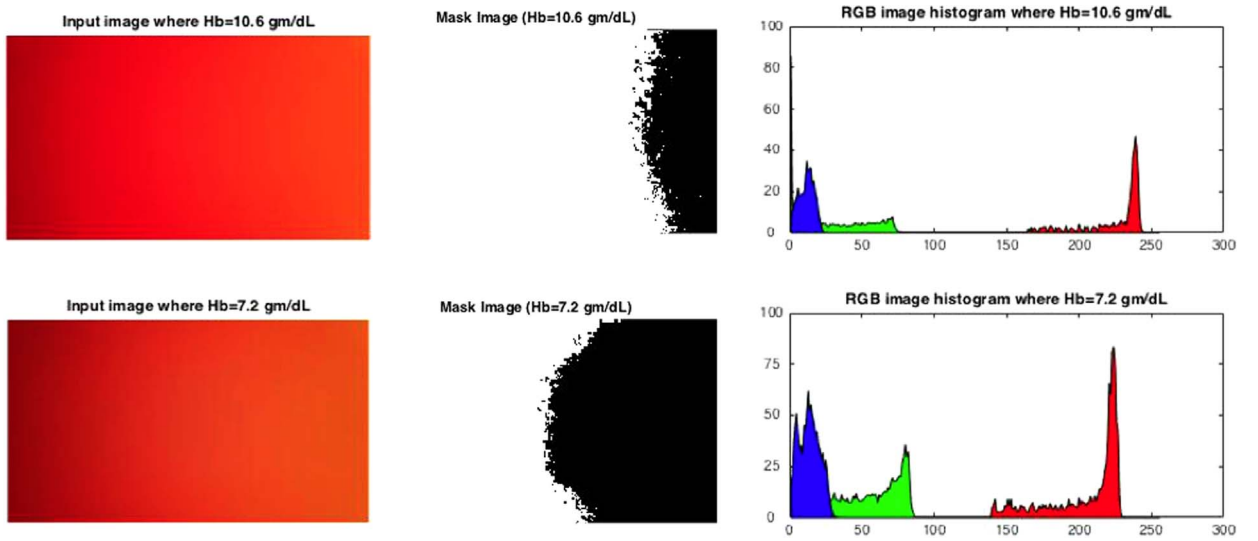 Input image where Hb=10.6 gm/dL
Mask Image (Hb=10.6 gm/dL)
RGB image histogram where Hb=10.6 gm/dL
100
80
60
40
20
0
0 50 100 150 200 250 300
Input image where Hb=7.2 gm/dL
Mask Image (Hb=7.2 gm/dL)
RGB image histogram where Hb=7.2 gm/dL
100
75
50
25
0
0 50 100 150 200 250 300